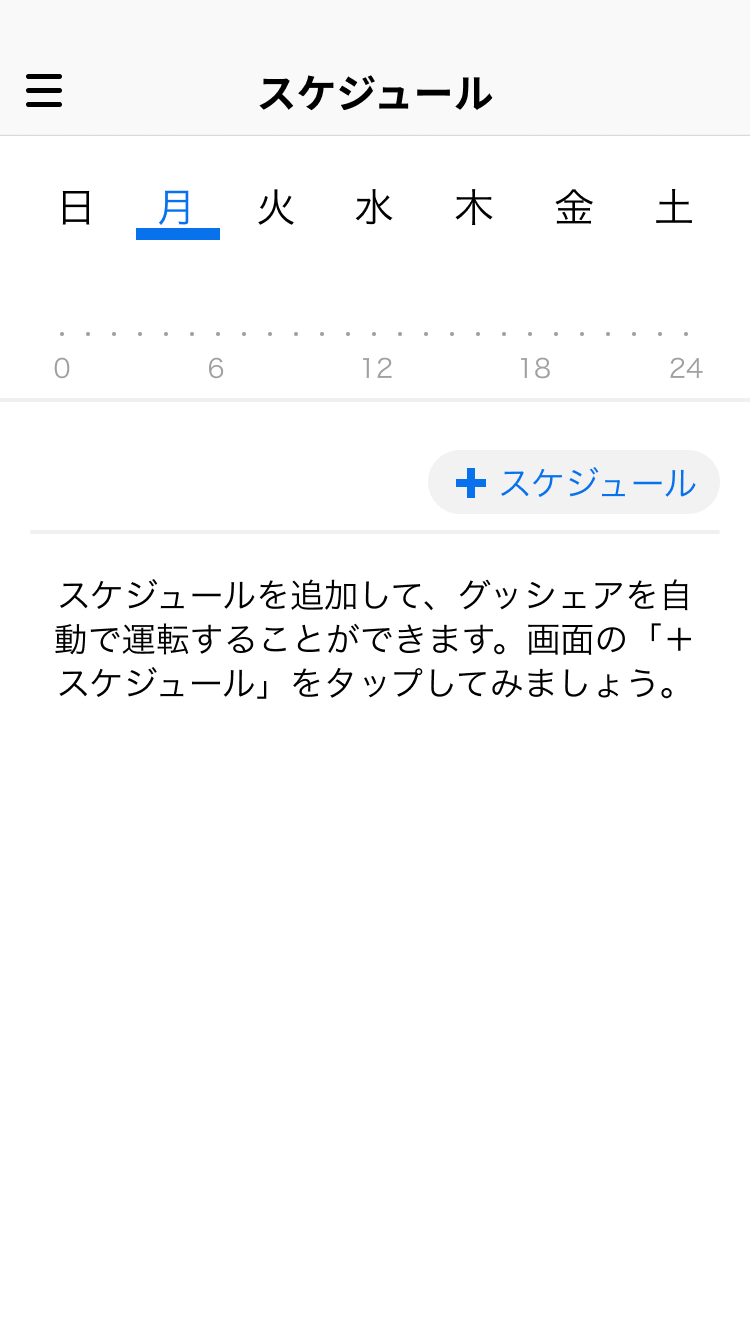 スケジュール
日 月 火 水 木 金 土
0 6 12 18 24
スケジュール
スケジュールを追加して、グッシェアを自
動で運転することができます。画面の「＋
スケジュール」をタップしてみましょう。